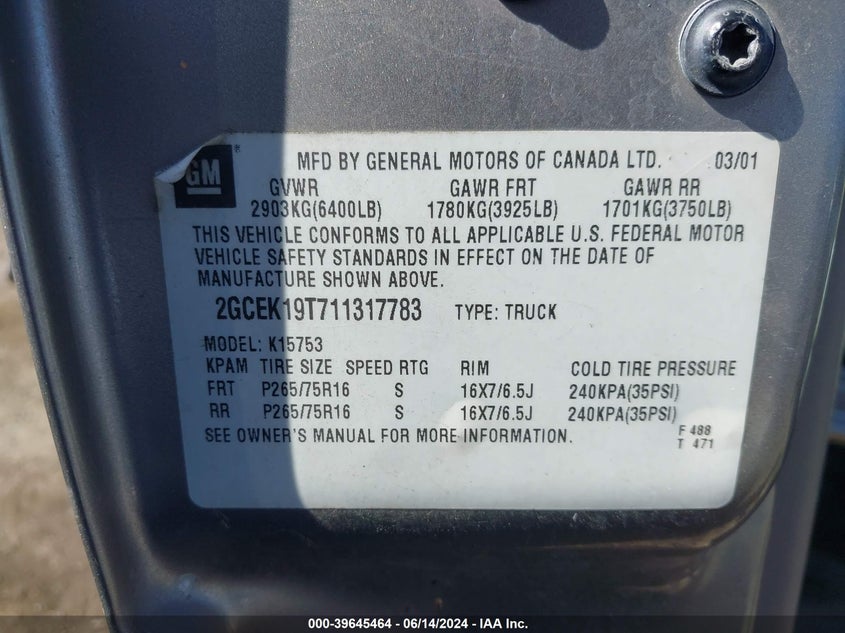 GM®
MFD BY GENERAL MOTORS OF CANADA LTD. 03/01
GVWR GAWR FRT GAWR RR
2903KG(6400LB) 1780KG(3925LB) 1701KG(3750LB)
THIS VEHICLE CONFORMS TO ALL APPLICABLE U.S. FEDERAL MOTOR
VEHICLE SAFETY STANDARDS IN EFFECT ON THE DATE OF
MANUFACTURE SHOWN ABOVE.
2GCEK19T711317783 TYPE: TRUCK
MODEL: K15753
KPAM TIRE SIZE SPEED RTG RIM COLD TIRE PRESSURE
FRT P265/75R16 S 16X7/6.5J 240KPA(35PSI)
RR P265/75R16 S 16X7/6.5J 240KPA(35PSI)
SEE OWNER'S MANUAL FOR MORE INFORMATION. F 488
T 471
000-39645464 - 06/14/2024 - IAA Inc.